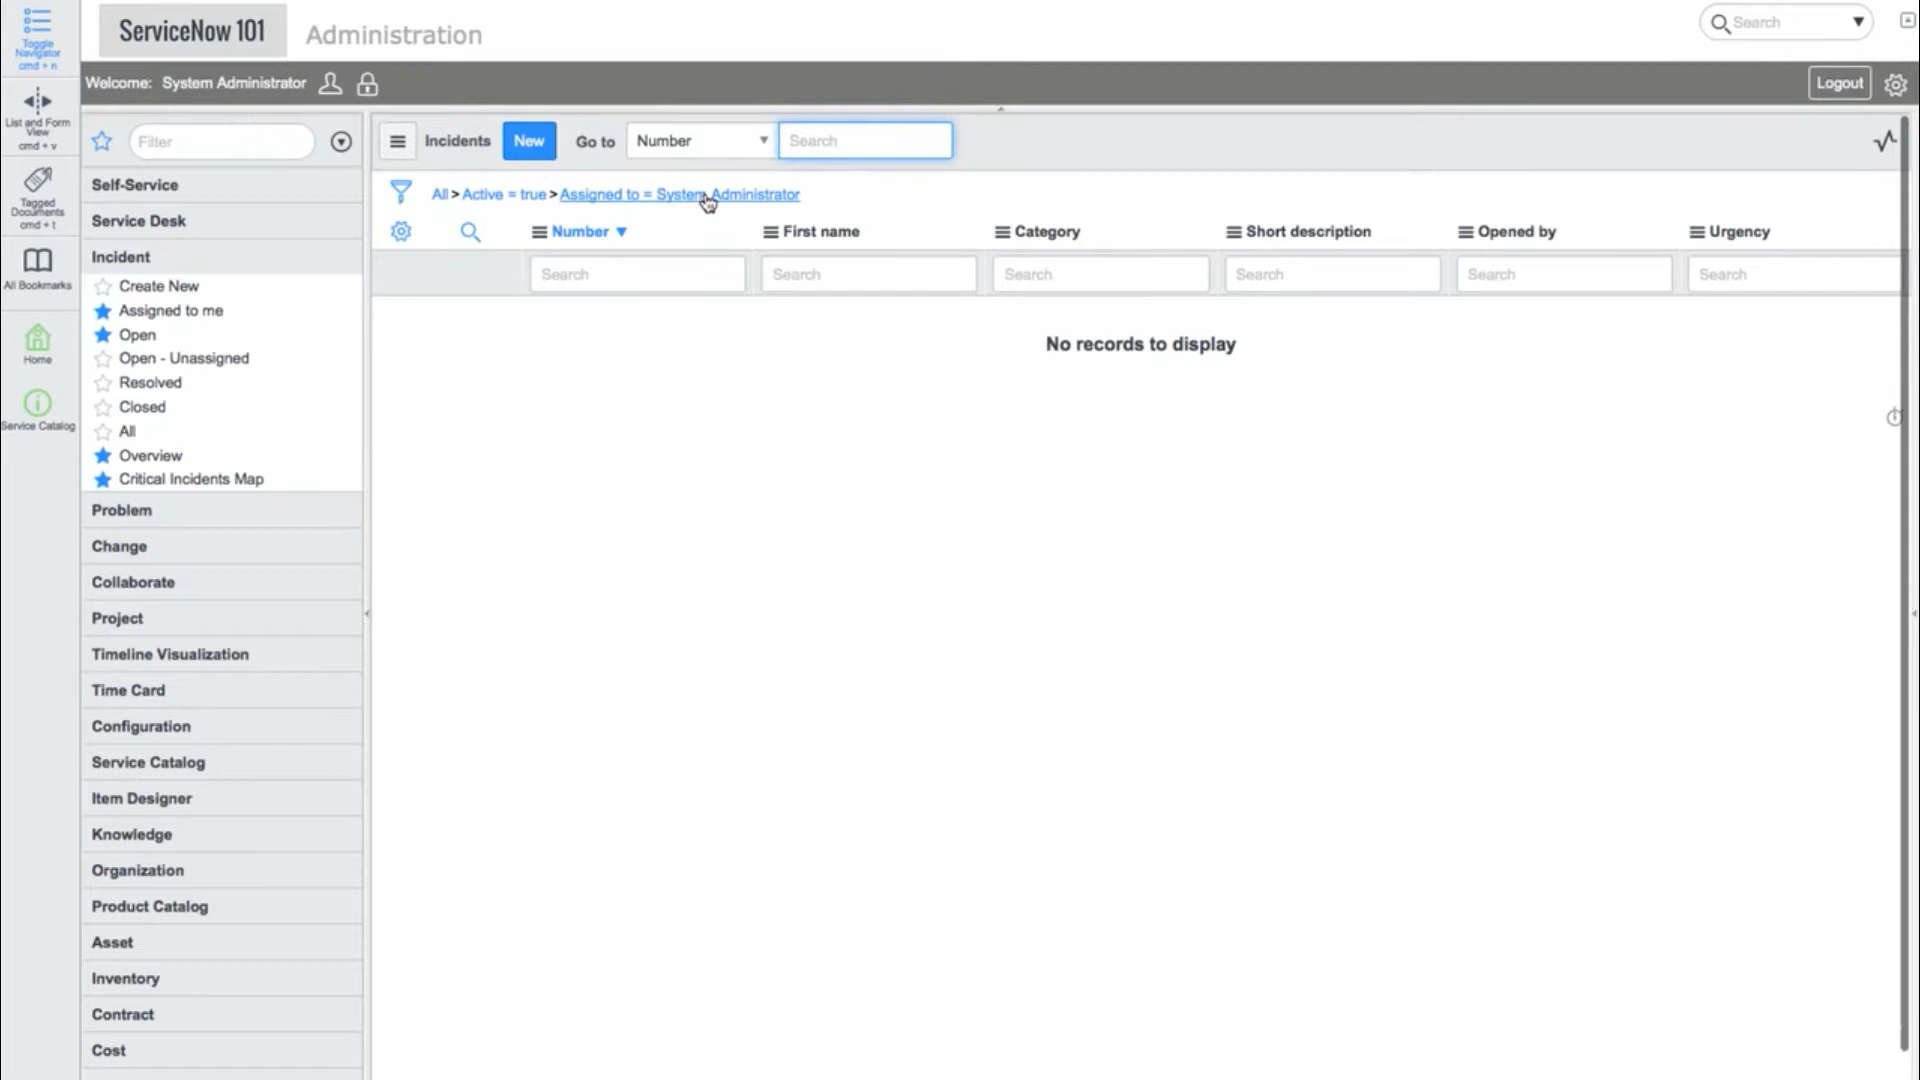 ServiceNow 101
Administration
Search
Toggle
Navigator
cmd + n
Welcome: System Administrator
Logout
List and Form
View
cmd + v
Tagged
Documents
cmd + t
All Bookmarks
Home
Service Catalog
Filter
Self-Service
Service Desk
Incident
Create New
Assigned to me
Open
Open - Unassigned
Resolved
Closed
All
Overview
Critical Incidents Map
Problem
Change
Collaborate
Project
Timeline Visualization
Time Card
Configuration
Service Catalog
Item Designer
Knowledge
Organization
Product Catalog
Asset
Inventory
Contract
Cost
Incidents New Go to Number Search
All > Active = true > Assigned to = System Administrator
Number First name Category Short description Opened by Urgency
Search Search Search Search Search Search
No records to display